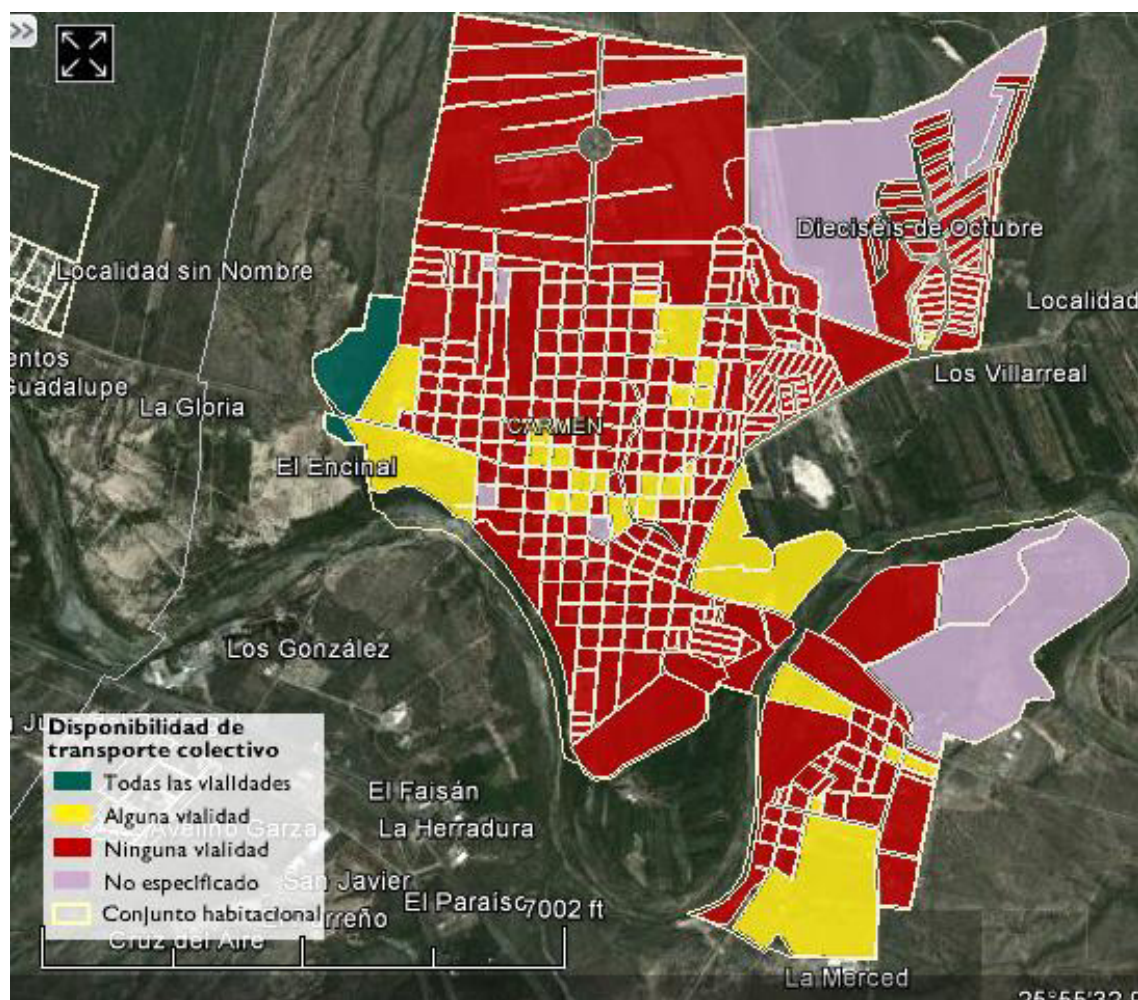 >>
Dieciseis de Octubre
Localidad sin Nombre
Localidad
entos
Guadalupe
Los Villarreal
La Gloria
CARMEN
El Encinal
Los González
Disponibilidad de
transporte colectivo
Todas las vialidades
Alguna vialidad
Ninguna vialidad
No especificado
Conjunto habitacional
El Faisán
Avelino Garza
La Herradura
San Javier
El Paraíso
7002 ft
Cruz del Aire
La Merced